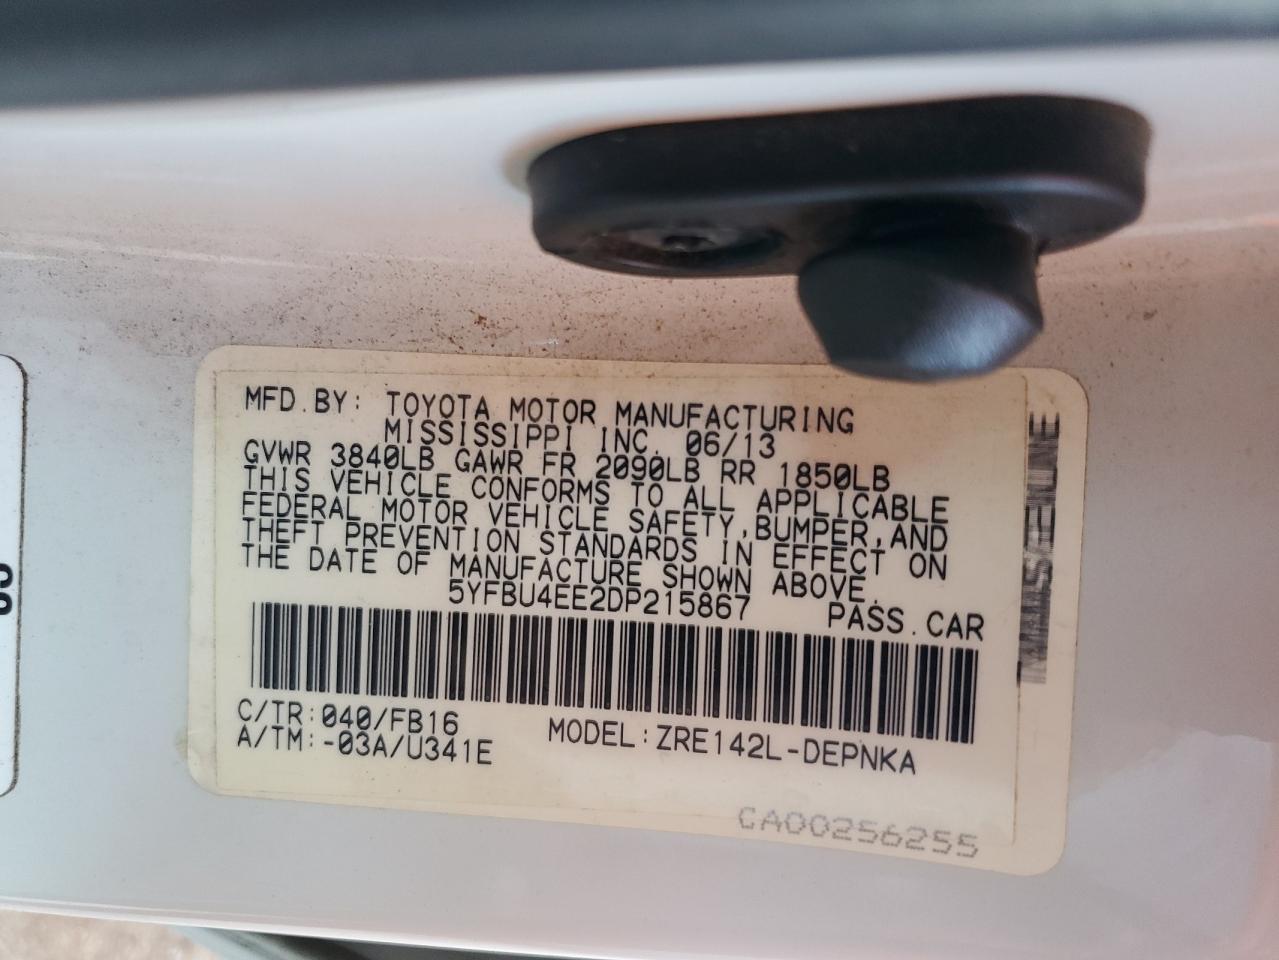 MFD.BY: TOYOTA MOTOR MANUFACTURING
MISSISSIPPI INC. 06/13
GVWR 3840LB GAWR FR 2090LB RR 1850LB
THIS VEHICLE CONFORMS TO ALL APPLICABLE
FEDERAL MOTOR VEHICLE SAFETY,BUMPER,AND
THEFT PREVENTION STANDARDS IN EFFECT ON
THE DATE OF MANUFACTURE SHOWN ABOVE.
5YFBU4EE2DP215867 PASS.CAR
C/TR:040/FB16
A/TM:-03A/U341E
MODEL:ZRE142L-DEPNKA
CA00256255